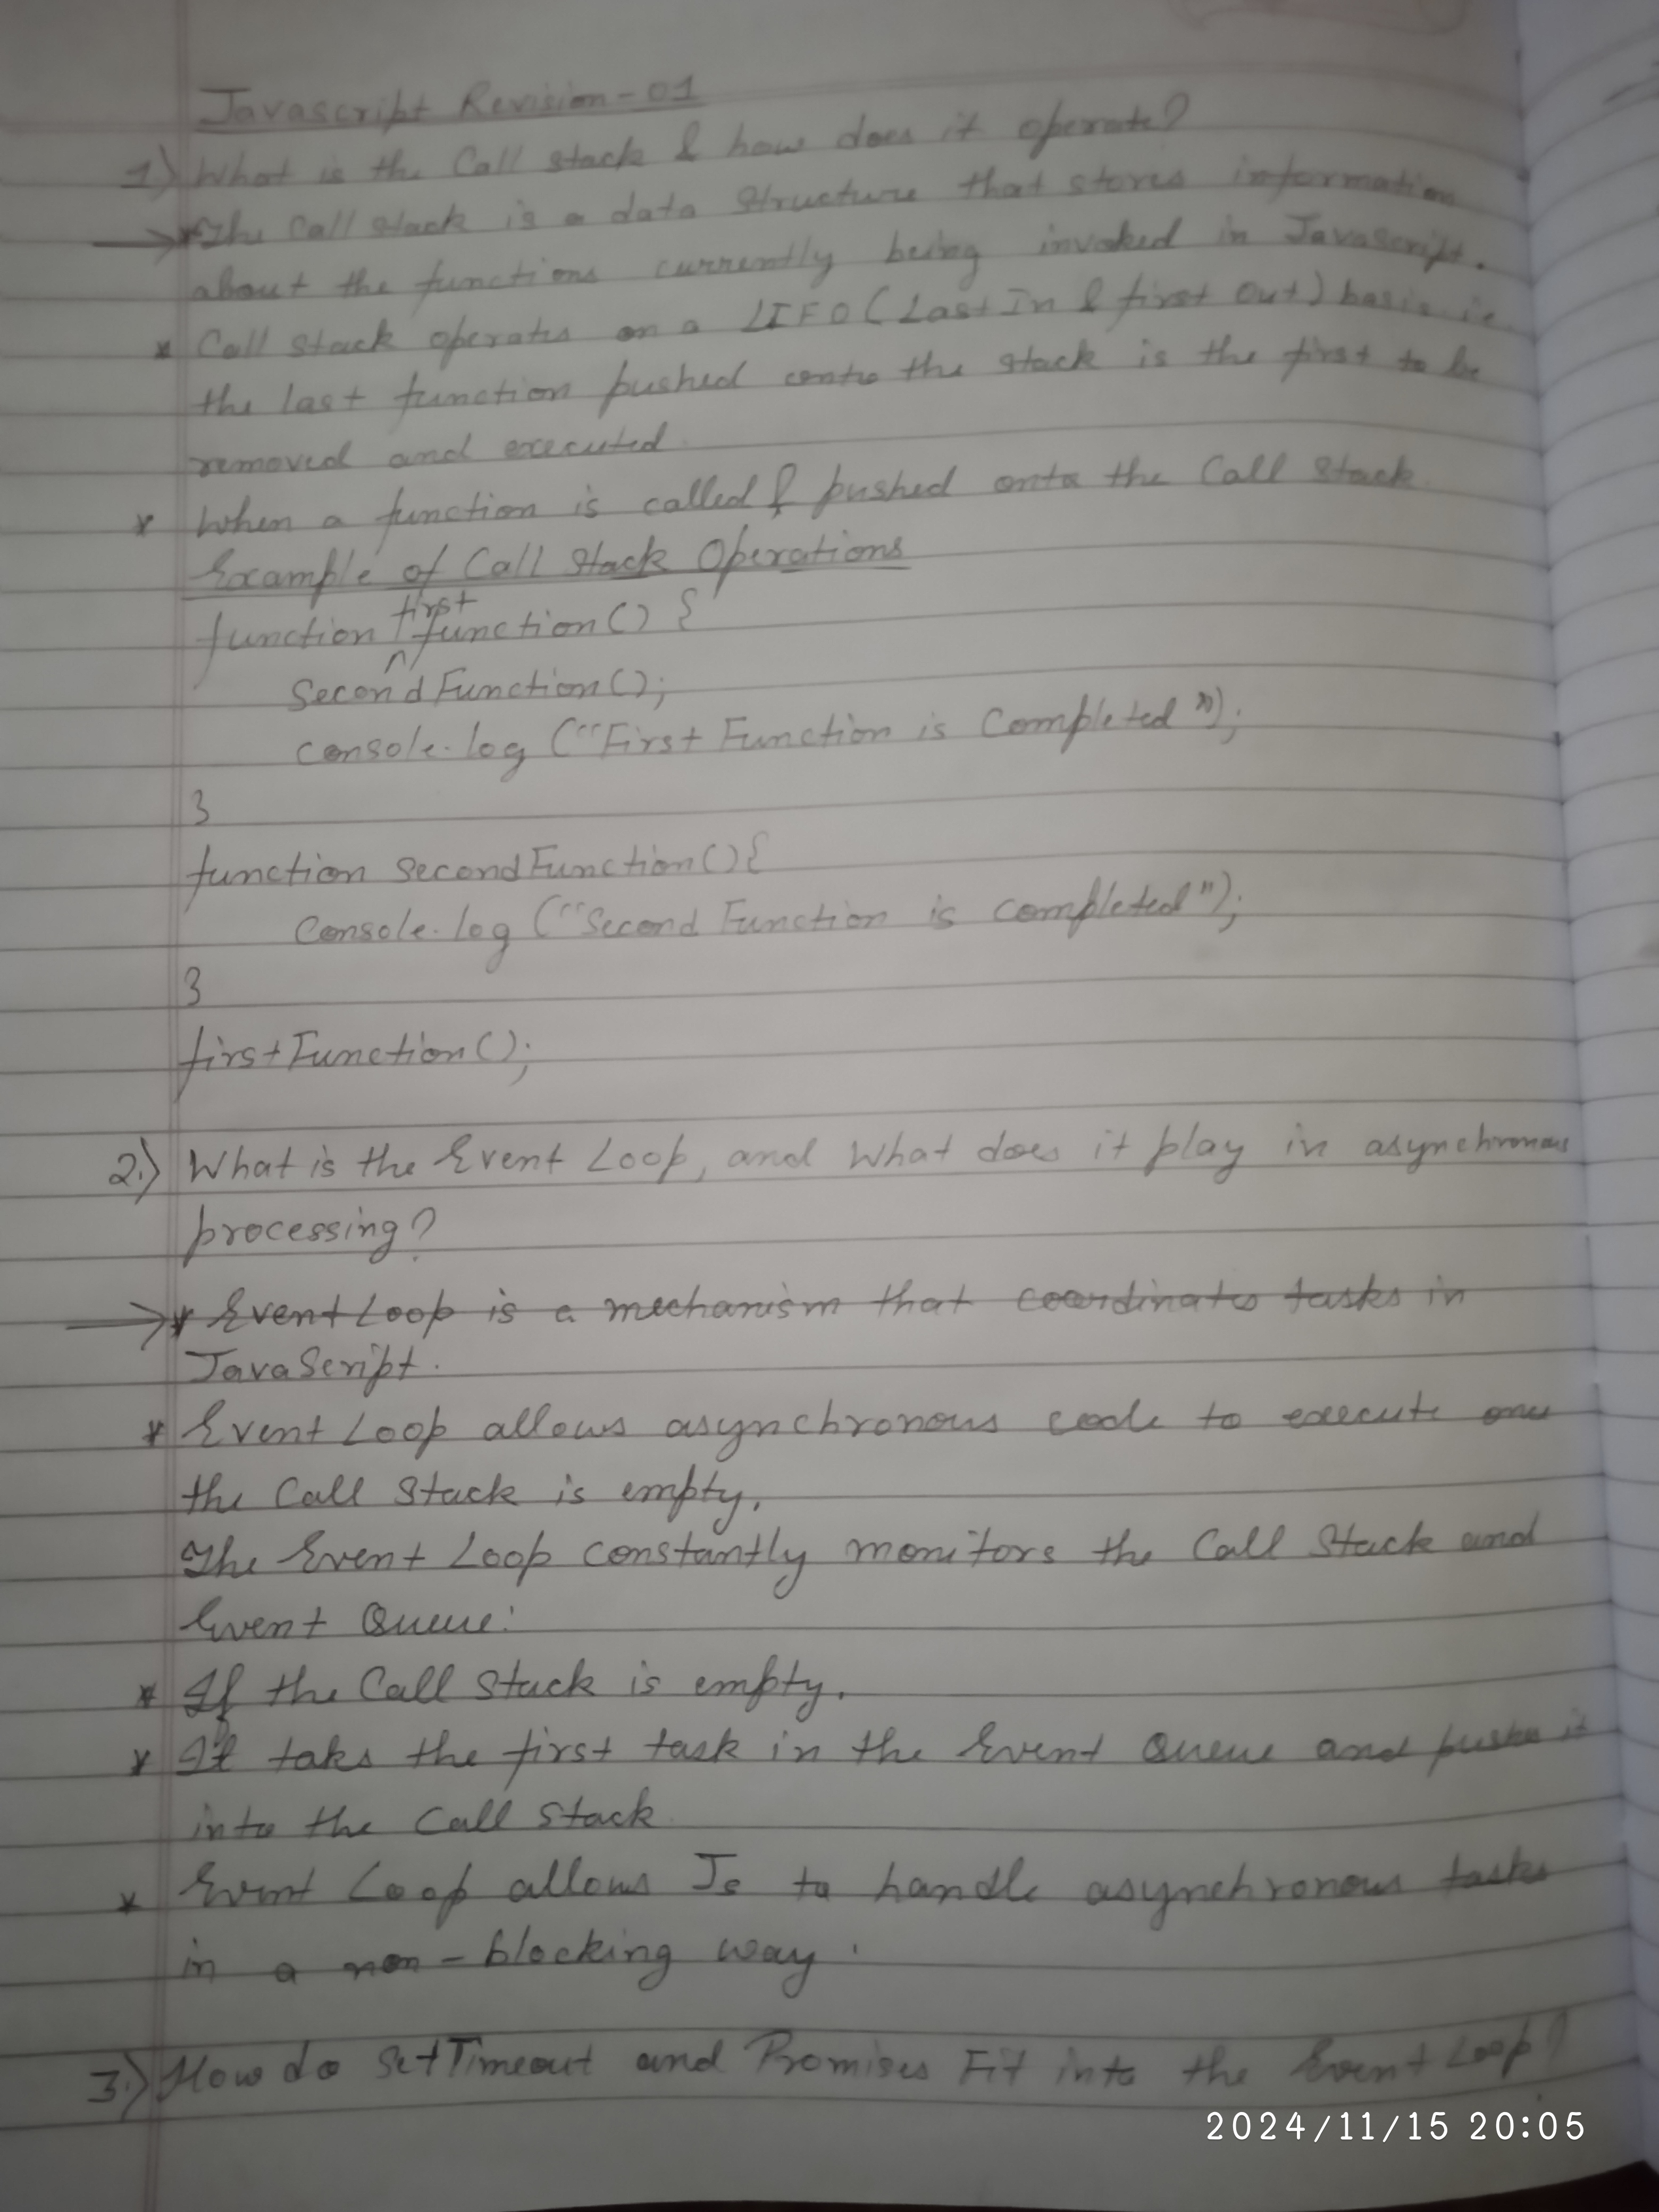 Javascript Revision-01
1) What is the Call stack & how does it operate?
→ * The Call stack is a data structure that stores information
about the functions currently being invoked in Javascript.
* Call stack operates on a LIFO (Last In & first Out) basis ie
the last function pushed onto the stack is the first to be
removed and executed
* When a function is called & pushed onto the Call Stack
Example of Call Stack Operations
first
function function() {
SecondFunction();
console.log ("First Function is Completed");
}
function SecondFunction(){
Console.log ("Second Function is completed");
}
firstFunction();
2.) What is the Event Loop, and What does it play in asynchronous
processing?
→ * Event Loop is a mechanism that coordinates tasks in
JavaScript.
* Event Loop allows asynchronous code to execute once
the Call Stack is empty.
The Event Loop constantly monitors the Call Stack and
Event Queue:
* If the Call Stack is empty.
* It takes the first task in the Event Queue and pushes it
into the Call Stack
* Event Loop allows Js to handle asynchronous tasks
in a non-blocking way.
3.) How do SetTimeout and Promises Fit into the Event Loop?
2024/11/15 20:05